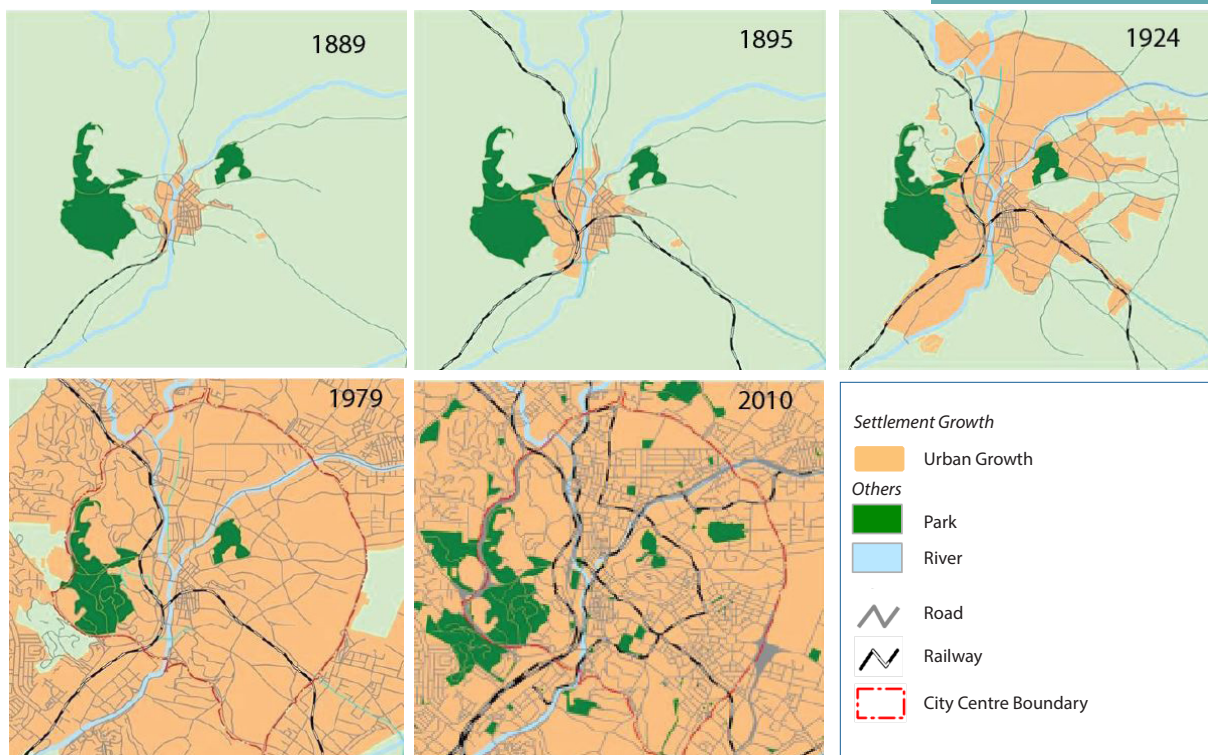 1889
1895
1924
1979
2010
Settlement Growth
Urban Growth
Others
Park
River
Road
Railway
City Centre Boundary